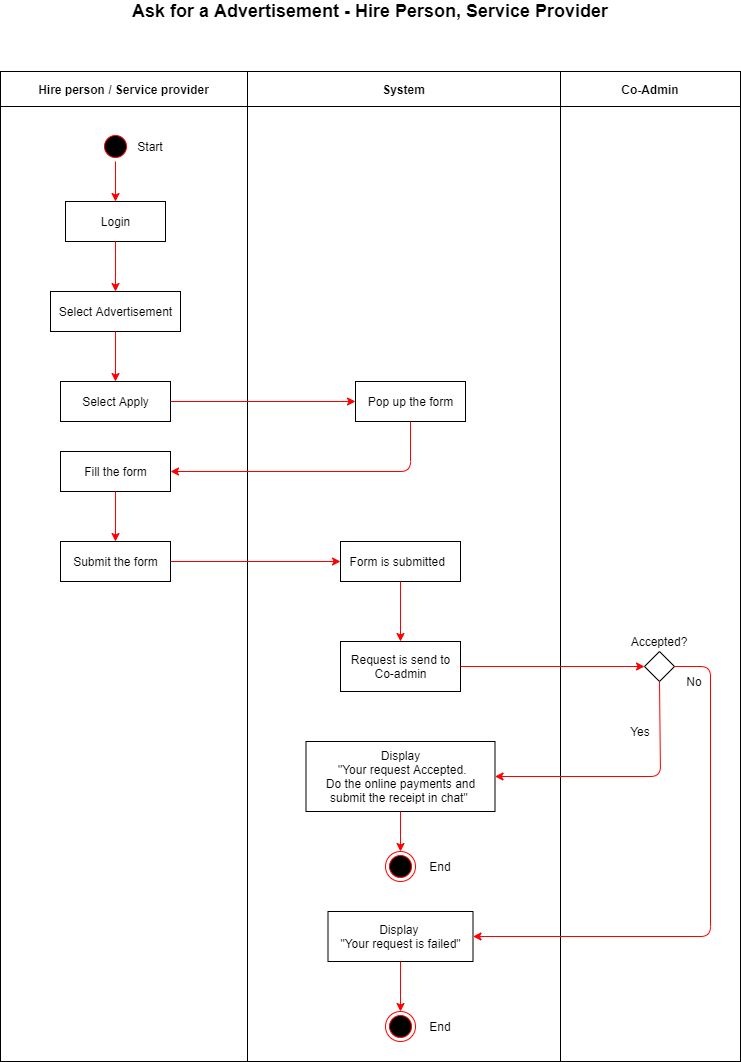 Ask for a Advertisement - Hire Person, Service Provider
Hire person / Service provider
System
Co-Admin
Start
Login
Select Advertisement
Select Apply
Pop up the form
Fill the form
Submit the form
Form is submitted
Accepted?
Request is send to
Co-admin
No
Yes
Display
"Your request Accepted.
Do the online payments and
submit the receipt in chat"
End
Display
"Your request is failed"
End